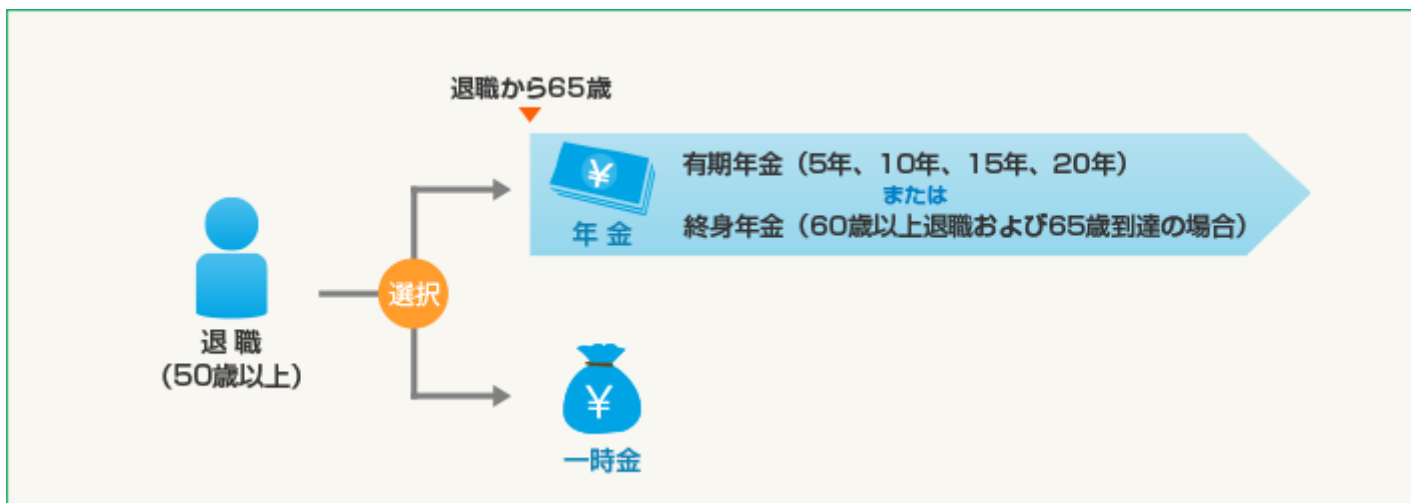 退職から65歳
¥
有期年金（5年、10年、15年、20年）
または
終身年金（60歳以上退職および65歳到達の場合）
年 金
選択
退 職
（50歳以上）
¥
一時金